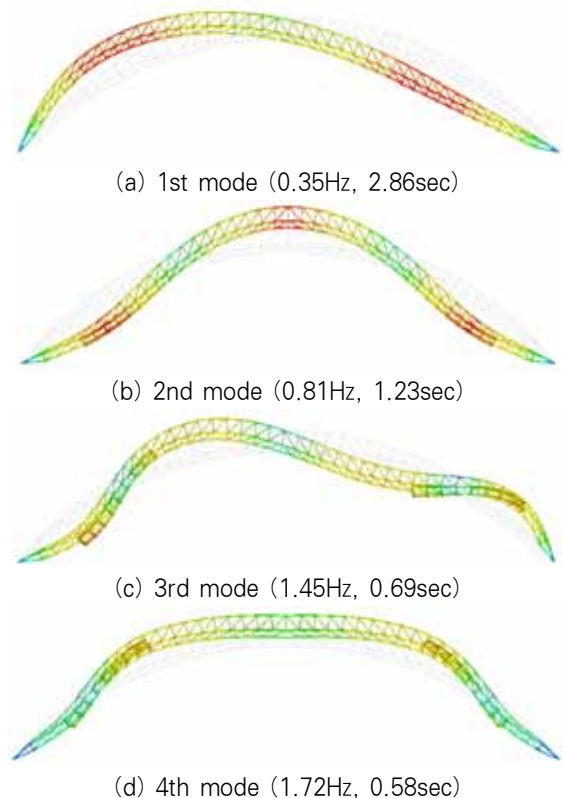 (a) 1st mode (0.35Hz, 2.86sec)
(b) 2nd mode (0.81Hz, 1.23sec)
(c) 3rd mode (1.45Hz, 0.69sec)
(d) 4th mode (1.72Hz, 0.58sec)